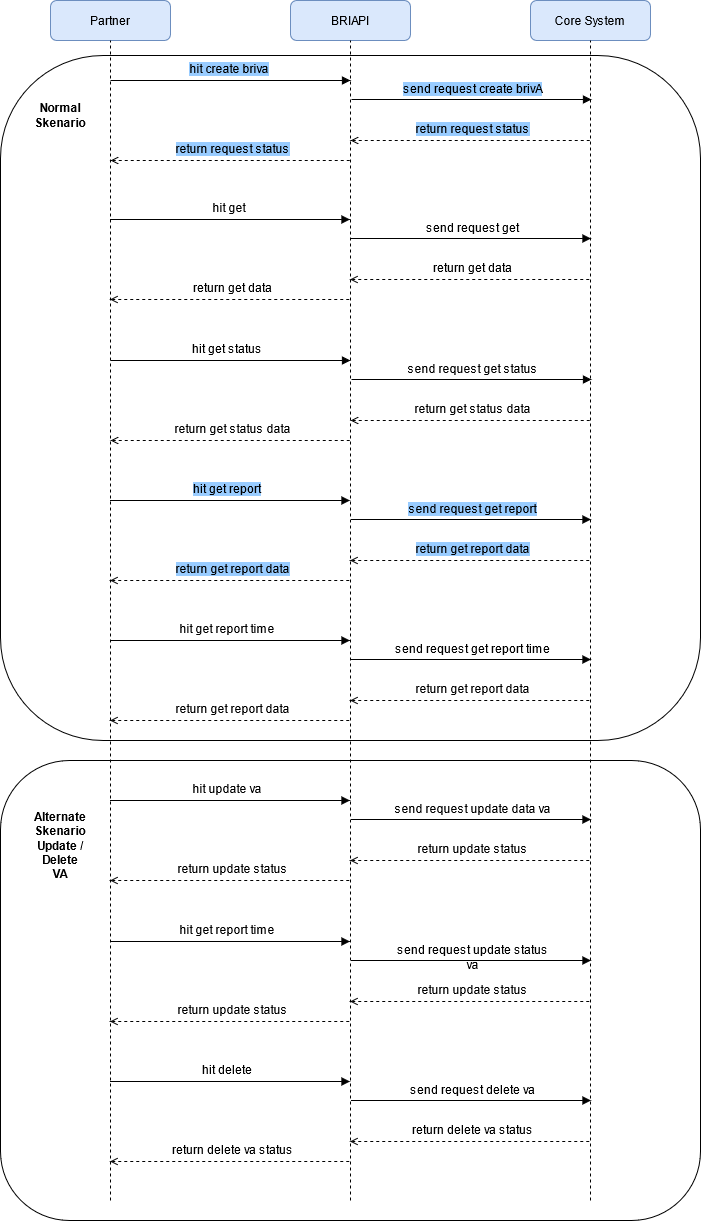 Partner
BRIAPI
Core System
Normal
Skenario
hit create briva
send request create brivA
return request status
return request status
hit get
send request get
return get data
return get data
hit get status
send request get status
return get status data
return get status data
hit get report
send request get report
return get report data
return get report data
hit get report time
send request get report time
return get report data
return get report data
Alternate
Skenario
Update /
Delete
VA
hit update va
send request update data va
return update status
return update status
hit get report time
send request update status
va
return update status
return update status
hit delete
send request delete va
return delete va status
return delete va status